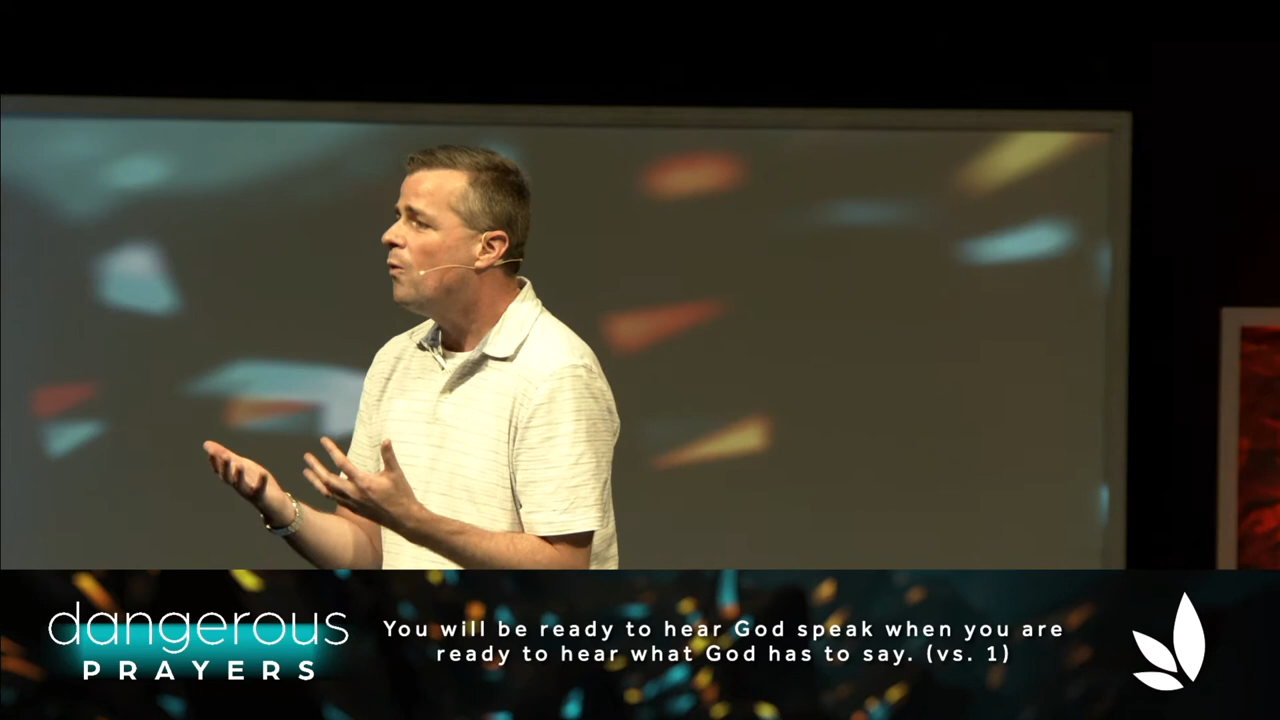 dangerous
PRAYERS
You will be ready to hear God speak when you are
ready to hear what God has to say. (vs. 1)